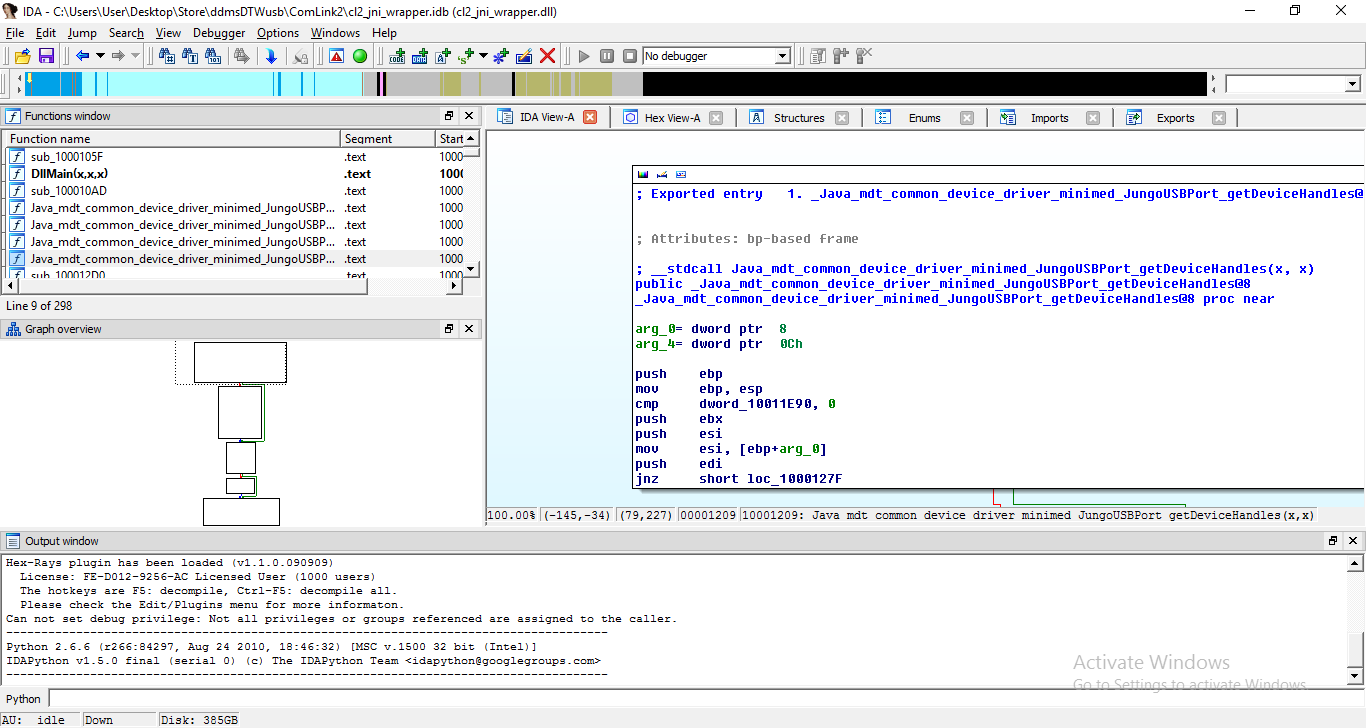 IDA - C:\Users\User\Desktop\Store\ddmsDTWusb\ComLink2\cl2_jni_wrapper.idb (cl2_jni_wrapper.dll)
File Edit Jump Search View Debugger Options Windows Help
No debugger
Functions window
Function name Segment Start
sub_1000105F .text 1000
DllMain(x,x,x) .text 100(
sub_100010AD .text 1000
Java_mdt_common_device_driver_minimed_JungoUSBP... .text 1000
Java_mdt_common_device_driver_minimed_JungoUSBP... .text 1000
Java_mdt_common_device_driver_minimed_JungoUSBP... .text 1000
Java_mdt_common_device_driver_minimed_JungoUSBP... .text 1000
sub_100012D0 .text 1000
Line 9 of 298
Graph overview
IDA View-A Hex View-A Structures Enums Imports Exports
; Exported entry 1. _Java_mdt_common_device_driver_minimed_JungoUSBPort_getDeviceHandles@
; Attributes: bp-based frame
; __stdcall Java_mdt_common_device_driver_minimed_JungoUSBPort_getDeviceHandles(x, x)
public _Java_mdt_common_device_driver_minimed_JungoUSBPort_getDeviceHandles@8
_Java_mdt_common_device_driver_minimed_JungoUSBPort_getDeviceHandles@8 proc near
arg_0= dword ptr 8
arg_4= dword ptr 0Ch
push ebp
mov ebp, esp
cmp dword_10011E90, 0
push ebx
push esi
mov esi, [ebp+arg_0]
push edi
jnz short loc_1000127F
100.00% (-145,-34) (79,227) 00001209 10001209: Java_mdt_common_device_driver_minimed_JungoUSBPort_getDeviceHandles(x,x)
Output window
Hex-Rays plugin has been loaded (v1.1.0.090909)
License: FE-D012-9256-AC Licensed User (1000 users)
The hotkeys are F5: decompile, Ctrl-F5: decompile all.
Please check the Edit/Plugins menu for more informaton.
Can not set debug privilege: Not all privileges or groups referenced are assigned to the caller.
---------------------------------------------------------------------------------
Python 2.6.6 (r266:84297, Aug 24 2010, 18:46:32) [MSC v.1500 32 bit (Intel)]
IDAPython v1.5.0 final (serial 0) (c) The IDAPython Team <idapython@googlegroups.com>
---------------------------------------------------------------------------------
Activate Windows
Go to Settings to activate Windows.
Python
AU: idle Down Disk: 385GB